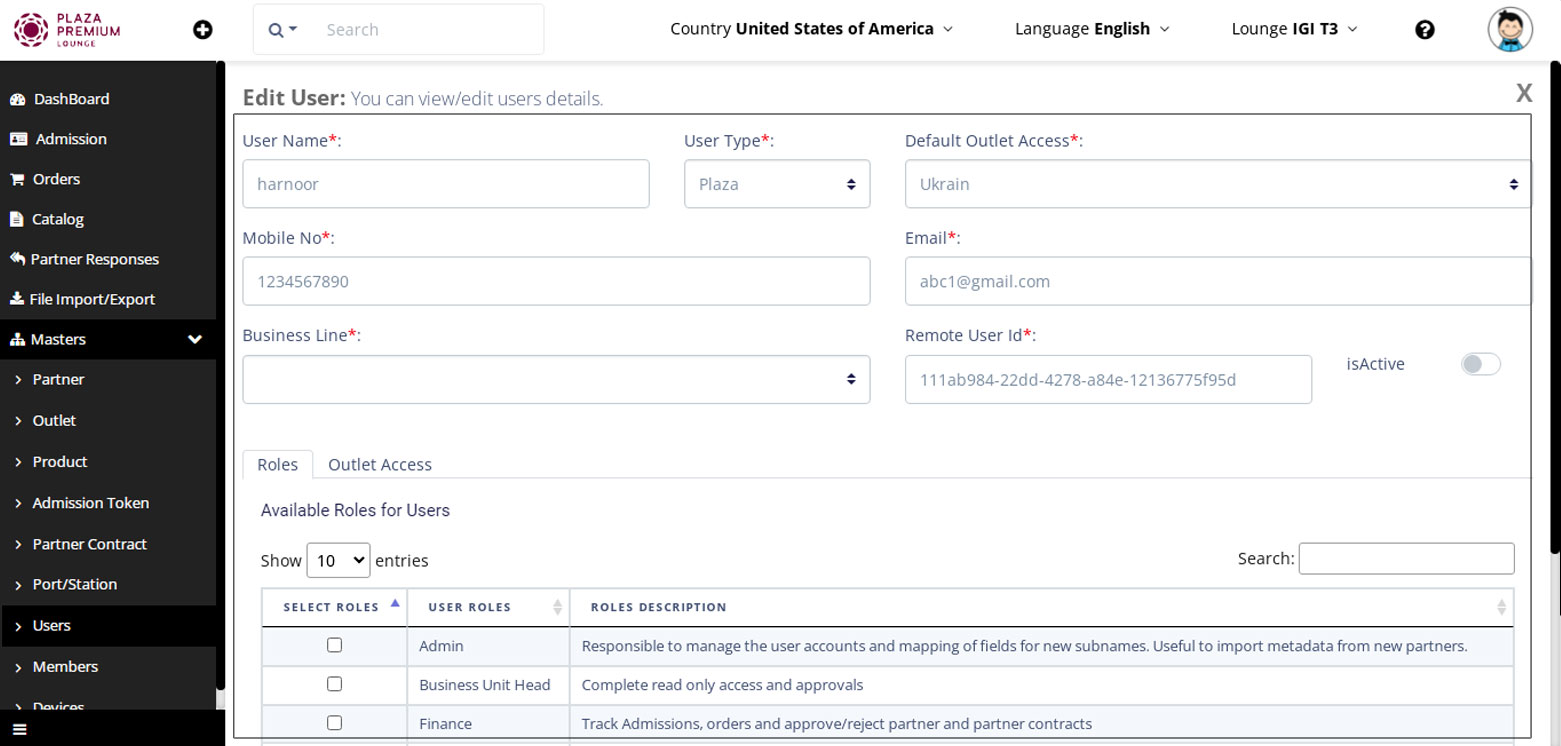 PLAZA
PREMIUM
LOUNGE
Search
Country United States of America
Language English
Lounge IGI T3
DashBoard
Admission
Orders
Catalog
Partner Responses
File Import/Export
Masters
Partner
Outlet
Product
Admission Token
Partner Contract
Port/Station
Users
Members
Devices
Edit User: You can view/edit users details.
X
User Name*:
User Type*:
Default Outlet Access*:
harnoor
Plaza
Ukrain
Mobile No*:
Email*:
1234567890
abc1@gmail.com
Business Line*:
Remote User Id*:
111ab984-22dd-4278-a84e-12136775f95d
isActive
Roles
Outlet Access
Available Roles for Users
Show 10 entries
Search:
SELECT ROLES
USER ROLES
ROLES DESCRIPTION
Admin
Responsible to manage the user accounts and mapping of fields for new subnames. Useful to import metadata from new partners.
Business Unit Head
Complete read only access and approvals
Finance
Track Admissions, orders and approve/reject partner and partner contracts